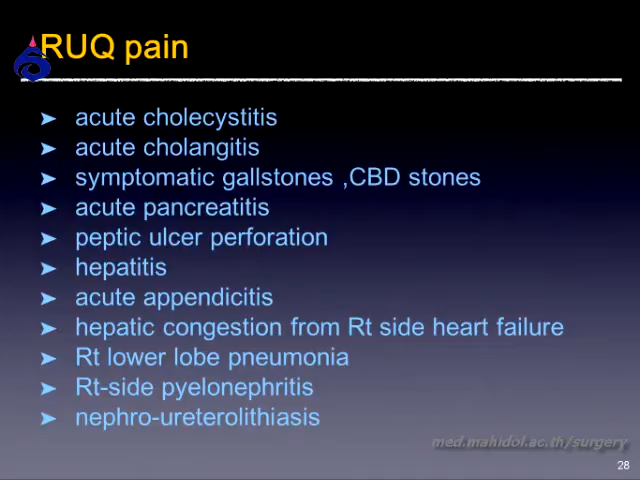 RUQ pain
➤ acute cholecystitis
➤ acute cholangitis
➤ symptomatic gallstones ,CBD stones
➤ acute pancreatitis
➤ peptic ulcer perforation
➤ hepatitis
➤ acute appendicitis
➤ hepatic congestion from Rt side heart failure
➤ Rt lower lobe pneumonia
➤ Rt-side pyelonephritis
➤ nephro-ureterolithiasis
med.mahidol.ac.th/surgery
28